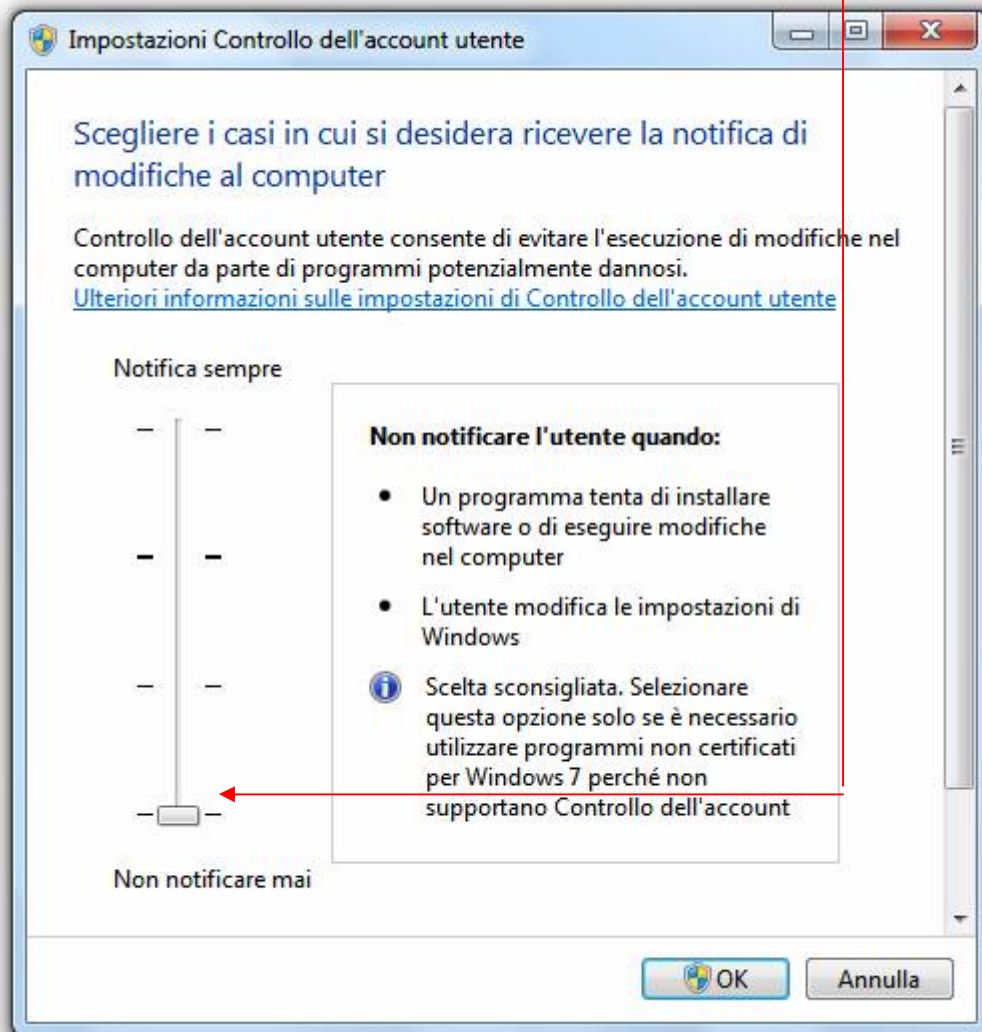 Impostazioni Controllo dell'account utente
Scegliere i casi in cui si desidera ricevere la notifica di
modifiche al computer
Controllo dell'account utente consente di evitare l'esecuzione di modifiche nel
computer da parte di programmi potenzialmente dannosi.
Ulteriori informazioni sulle impostazioni di Controllo dell'account utente
Notifica sempre
Non notificare l'utente quando:
• Un programma tenta di installare
software o di eseguire modifiche
nel computer
• L'utente modifica le impostazioni di
Windows
Scelta sconsigliata. Selezionare
questa opzione solo se è necessario
utilizzare programmi non certificati
per Windows 7 perché non
supportano Controllo dell'account
Non notificare mai
OK
Annulla